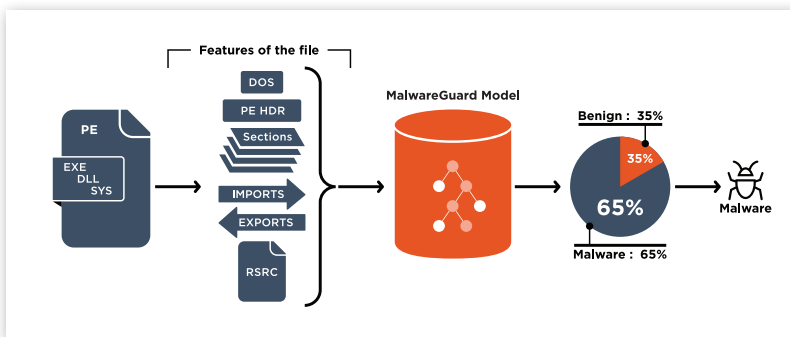 Features of the file
PE
EXE
DLL
SYS
DOS
PE HDR
Sections
IMPORTS
EXPORTS
RSRC
MalwareGuard Model
Benign : 35%
35%
65%
Malware : 65%
Malware